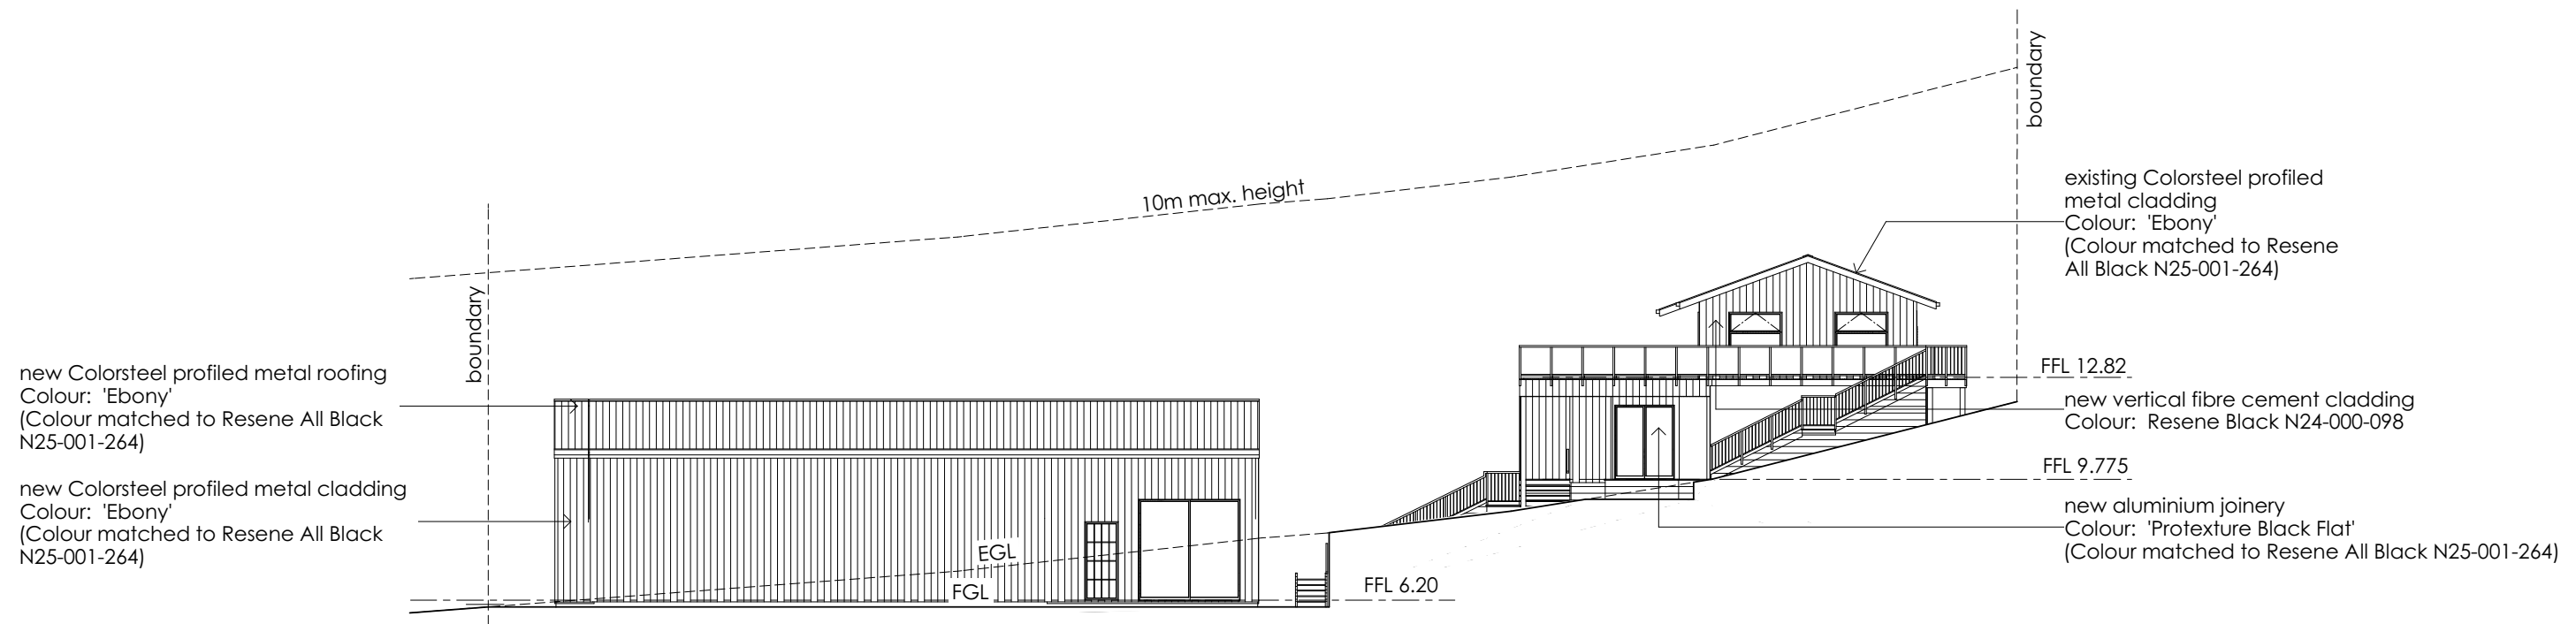 boundary
10m max. height
existing Colorsteel profiled
metal cladding
Colour:  'Ebony'
(Colour matched to Resene
All Black N25-001-264)
boundary
new Colorsteel profiled metal roofing
Colour:  'Ebony'
(Colour matched to Resene All Black
N25-001-264)
FFL 12.82
new vertical fibre cement cladding
Colour:  Resene Black N24-000-098
FFL 9.775
new Colorsteel profiled metal cladding
Colour:  'Ebony'
(Colour matched to Resene All Black
N25-001-264)
new aluminium joinery
Colour:  'Protexture Black Flat'
(Colour matched to Resene All Black N25-001-264)
EGL
FGL
FFL 6.20